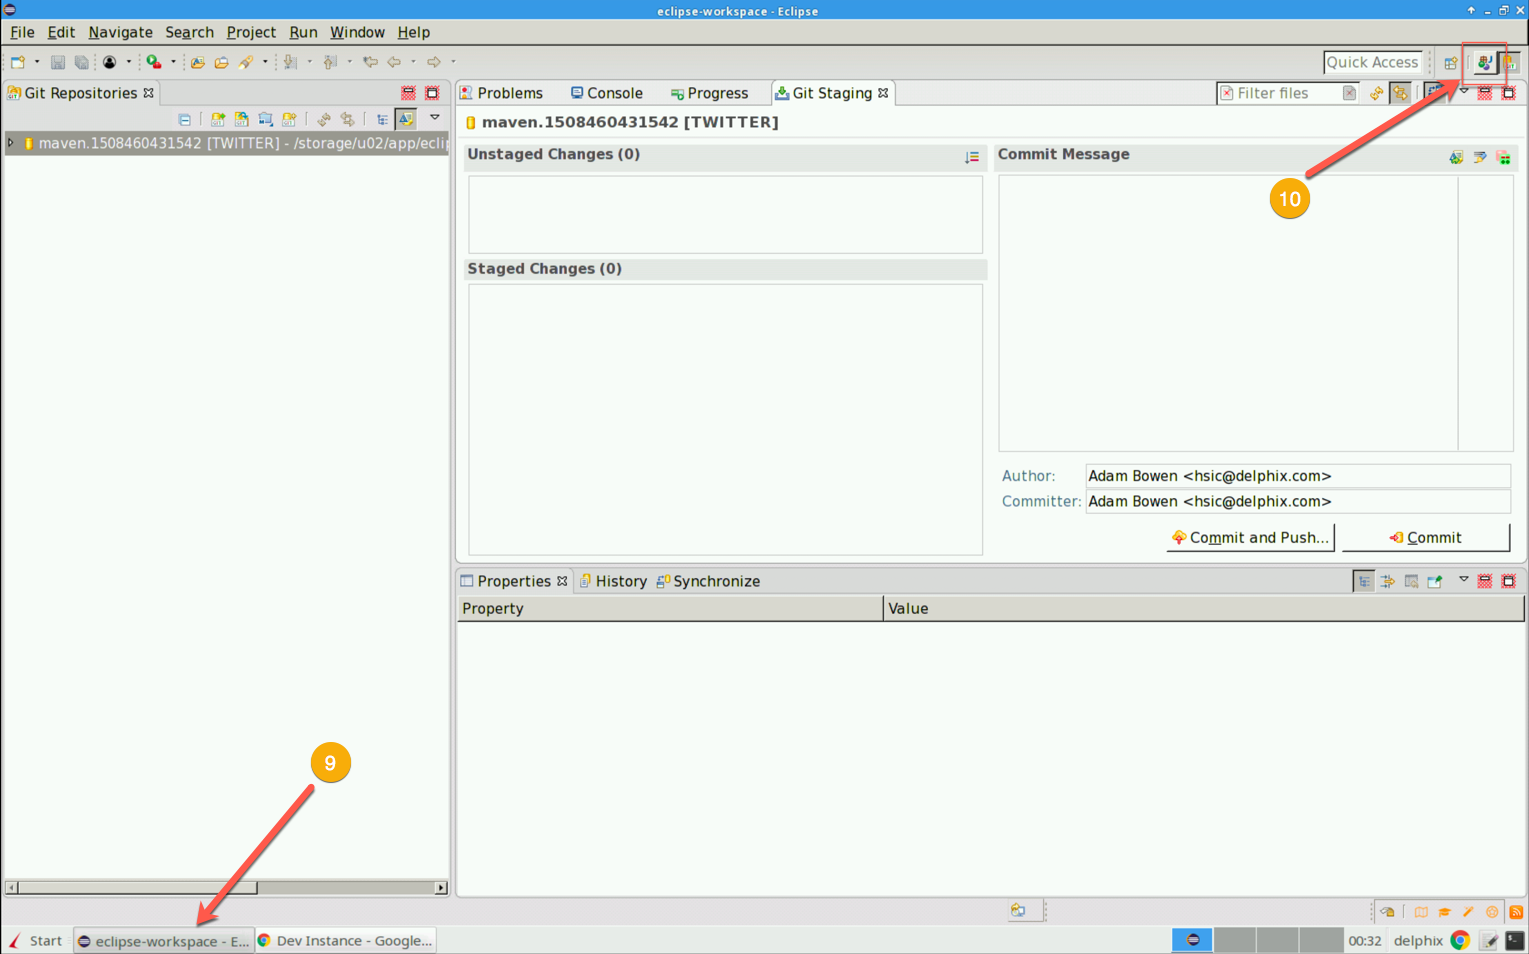 eclipse-workspace - Eclipse
File Edit Navigate Search Project Run Window Help
Quick Access
Git Repositories
Problems Console Progress Git Staging
Filter files
maven.1508460431542 [TWITTER]
maven.1508460431542 [TWITTER] - /storage/u02/app/eclip
Unstaged Changes (0)
Commit Message
10
Staged Changes (0)
Author: Adam Bowen <hsic@delphix.com>
Committer: Adam Bowen <hsic@delphix.com>
Commit and Push... Commit
Properties History Synchronize
Property Value
9
Start eclipse-workspace - E... Dev Instance - Google... 00:32 delphix